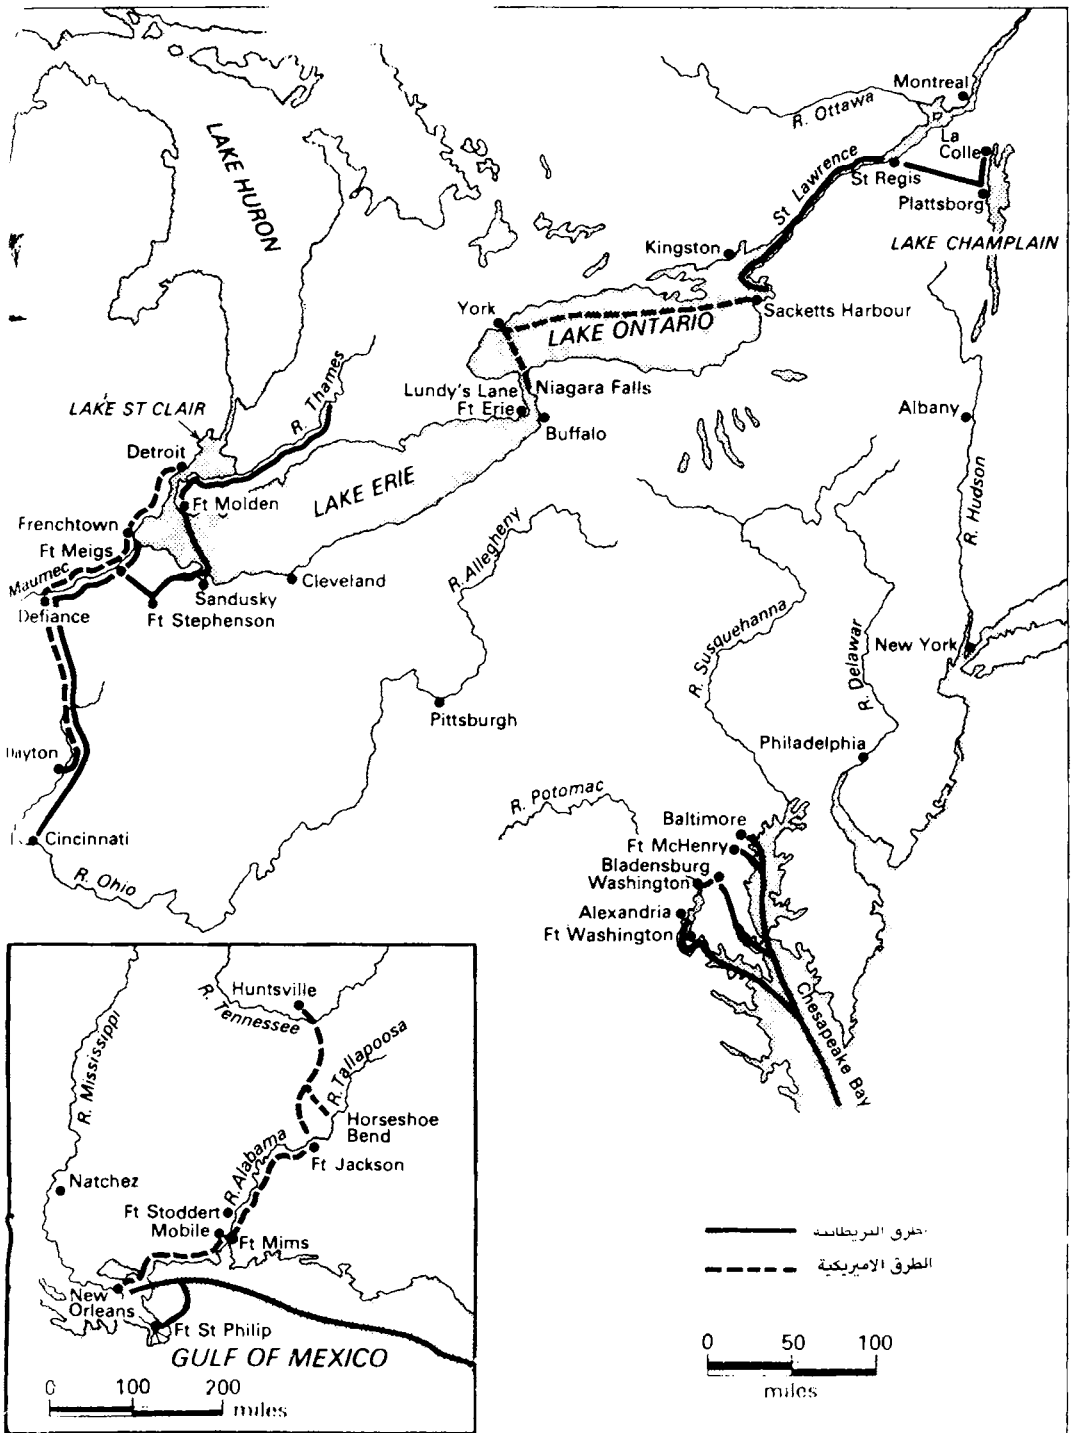 Montreal
R. Ottawa
La
Colle
LAKE HURON
St Lawrence
St Regis
Plattsborg
Kingston
LAKE CHAMPLAIN
York
LAKE ONTARIO
Sacketts Harbour
R. Thames
Lundy's Lane
Niagara Falls
Ft Erie
LAKE ST CLAIR
Buffalo
Albany
Detroit
LAKE ERIE
Ft Molden
R. Hudson
Frenchtown
Ft Meigs
R. Allegheny
Maumec
Cleveland
Sandusky
Defiance
Ft Stephenson
R. Susquehanna
R. Delawar
New York
Pittsburgh
Philadelphia
Dayton
R. Potomac
Baltimore
Cincinnati
Ft McHenry
Bladensburg
Washington
R. Ohio
Alexandria
Ft Washington
Chesapeake Bay
Huntsville
R. Tennessee
R. Mississippi
R. Tallapoosa
Horseshoe
Bend
R. Alabama
Ft Jackson
Natchez
Ft Stoddert
Mobile
Ft Mims
New
Orleans
Ft St Philip
GULF OF MEXICO
0 100 200
miles
الطرق الاميريكية
0 50 100
miles